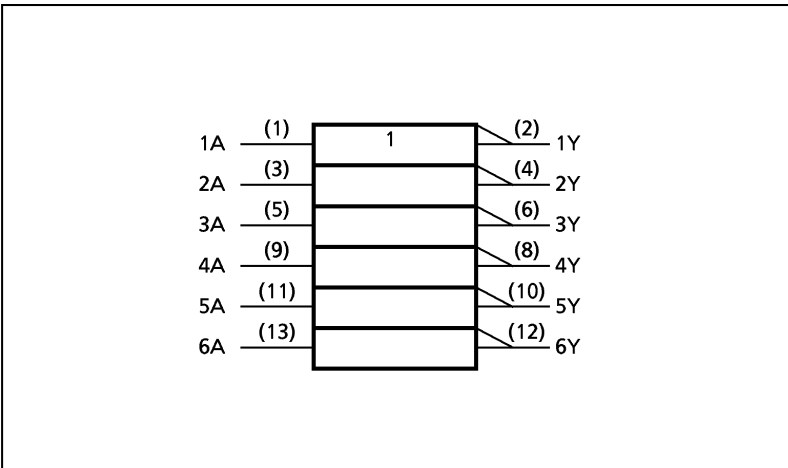 1A (1) 1 (2) 1Y
2A (3) (4) 2Y
3A (5) (6) 3Y
4A (9) (8) 4Y
5A (11) (10) 5Y
6A (13) (12) 6Y